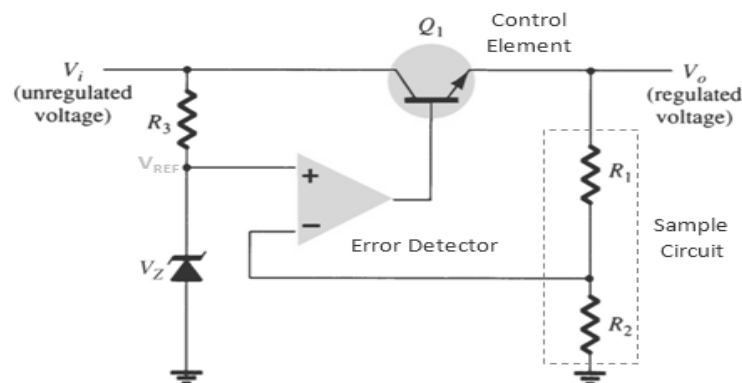 Q1
Control
Element
Vi
(unregulated
voltage)
Vo
(regulated
voltage)
R3
VREF
+
−
R1
Error Detector
Sample
Circuit
VZ
R2